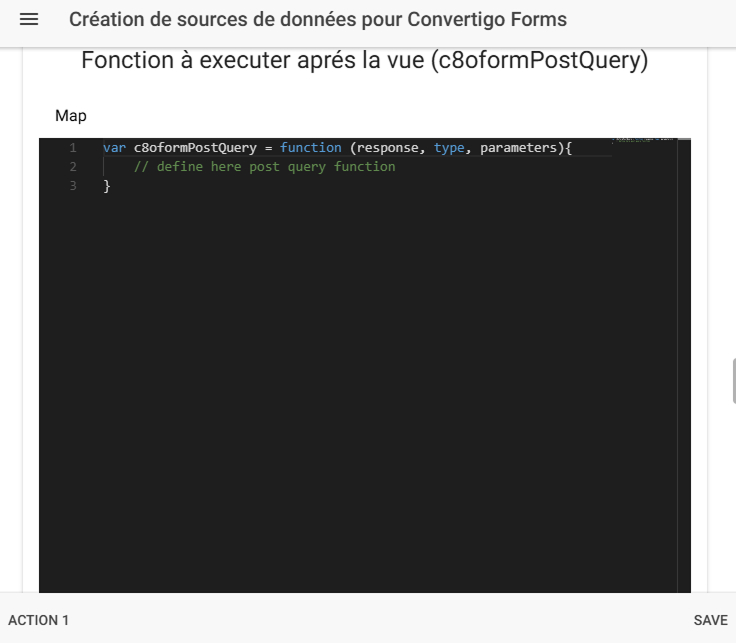 Création de sources de données pour Convertigo Forms
Fonction à executer aprés la vue (c8oformPostQuery)
Map
1 var c8oformPostQuery = function (response, type, parameters){
2 // define here post query function
3 }
ACTION 1 SAVE